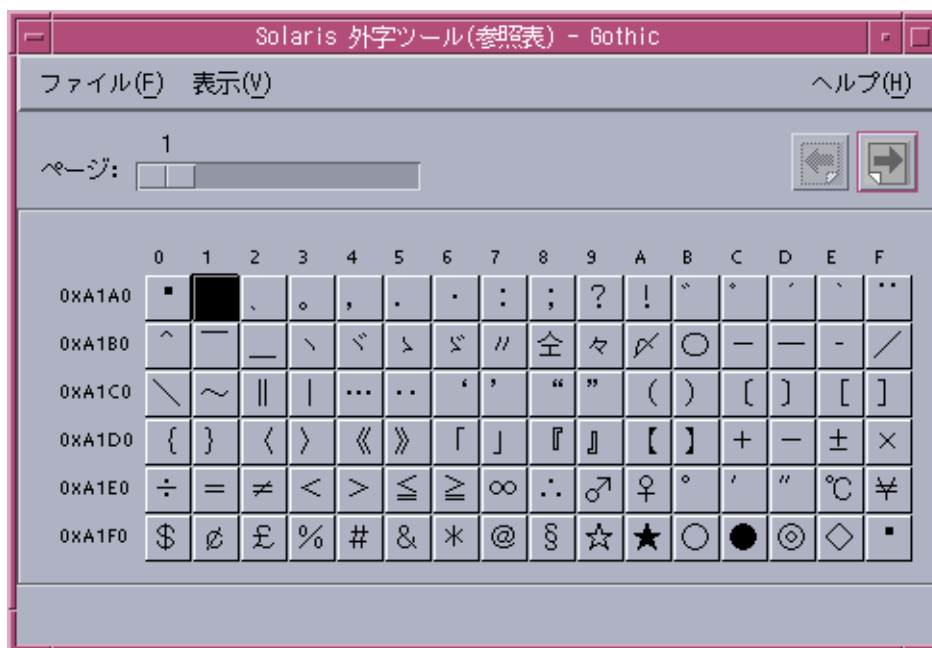 Solaris 外字ツール(参照表) - Gothic
ファイル(F) 表示(V) ヘルプ(H)
1
ページ:
0 1 2 3 4 5 6 7 8 9 A B C D E F
0xA1A0 ▪ 、 。 , . ・ : ; ? ! ゛ ゜ ´ ` ¨
0xA1B0 ^ ‾ _ ヽ ヾ ゝ ゞ 〃 仝 々 〆 〇 ー — - /
0xA1C0 \ 〜 ‖ | … ‥ ‘ ’ “ ” ( ) 〔 〕 [ ]
0xA1D0 { } 〈 〉 《 》 「 」 『 』 【 】 + − ± ×
0xA1E0 ÷ = ≠ < > ≦ ≧ ∞ ∴ ♂ ♀ ° ′ ″ ℃ ¥
0xA1F0 $ ¢ £ % # & * @ § ☆ ★ ○ ● ◎ ◇ ▪